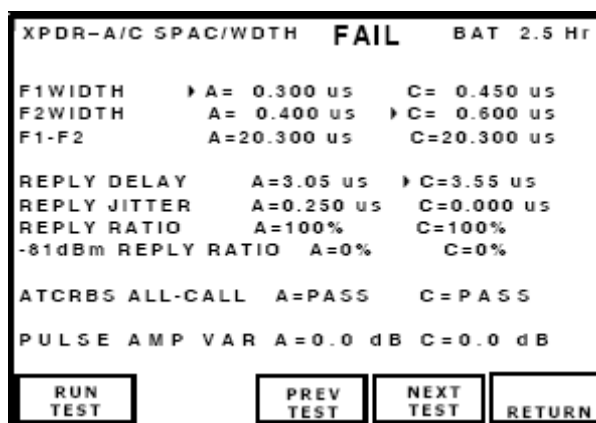 XPDR-A/C SPAC/WDTH FAIL BAT 2.5 Hr
F1WIDTH A= 0.300 us C= 0.450 us
F2WIDTH A= 0.400 us C= 0.600 us
F1-F2 A=20.300 us C=20.300 us
REPLY DELAY A=3.05 us C=3.55 us
REPLY JITTER A=0.250 us C=0.000 us
REPLY RATIO A=100% C=100%
-81dBm REPLY RATIO A=0% C=0%
ATCRBS ALL-CALL A=PASS C=PASS
PULSE AMP VAR A=0.0 dB C=0.0 dB
RUN TEST PREV TEST NEXT TEST RETURN